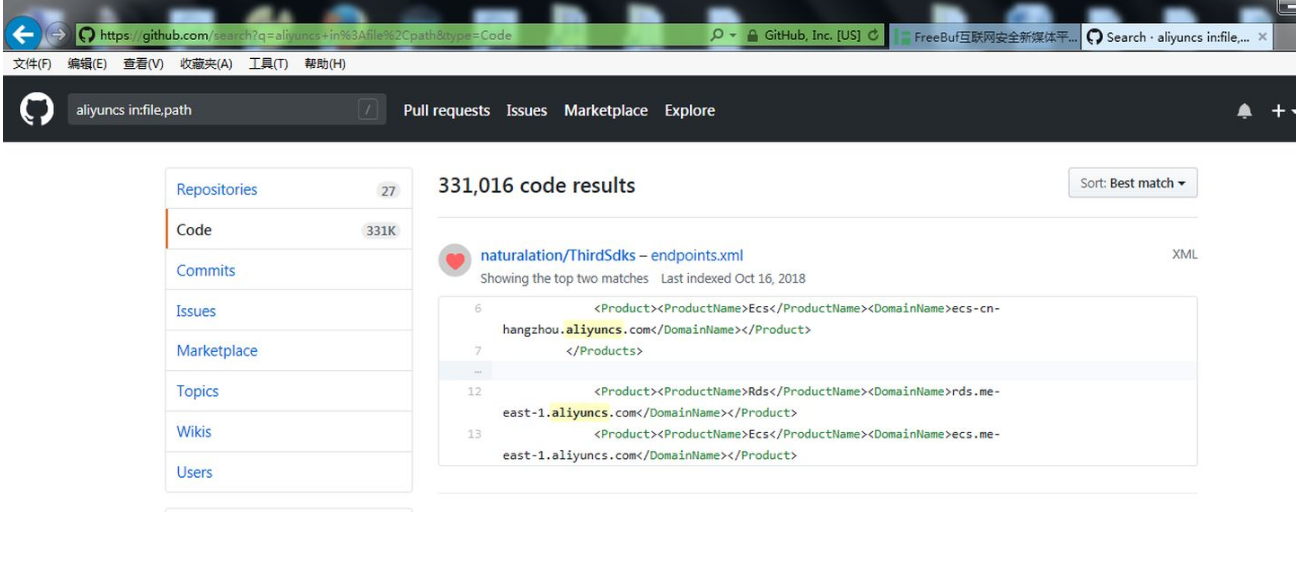 https://github.com/search?q=aliyuncs+in%3Afile%2Cpath&type=Code
GitHub, Inc. [US]
FreeBuf互联网安全新媒体平...
Search · aliyuncs in:file,...
文件(F) 编辑(E) 查看(V) 收藏夹(A) 工具(T) 帮助(H)
aliyuncs in:file,path
/
Pull requests Issues Marketplace Explore
Repositories 27
Code 331K
Commits
Issues
Marketplace
Topics
Wikis
Users
331,016 code results
Sort: Best match
naturalation/ThirdSdks – endpoints.xml
XML
Showing the top two matches Last indexed Oct 16, 2018
6 <Product><ProductName>Ecs</ProductName><DomainName>ecs-cn-
hangzhou.aliyuncs.com</DomainName></Product>
7 </Products>
...
12 <Product><ProductName>Rds</ProductName><DomainName>rds.me-
east-1.aliyuncs.com</DomainName></Product>
13 <Product><ProductName>Ecs</ProductName><DomainName>ecs.me-
east-1.aliyuncs.com</DomainName></Product>